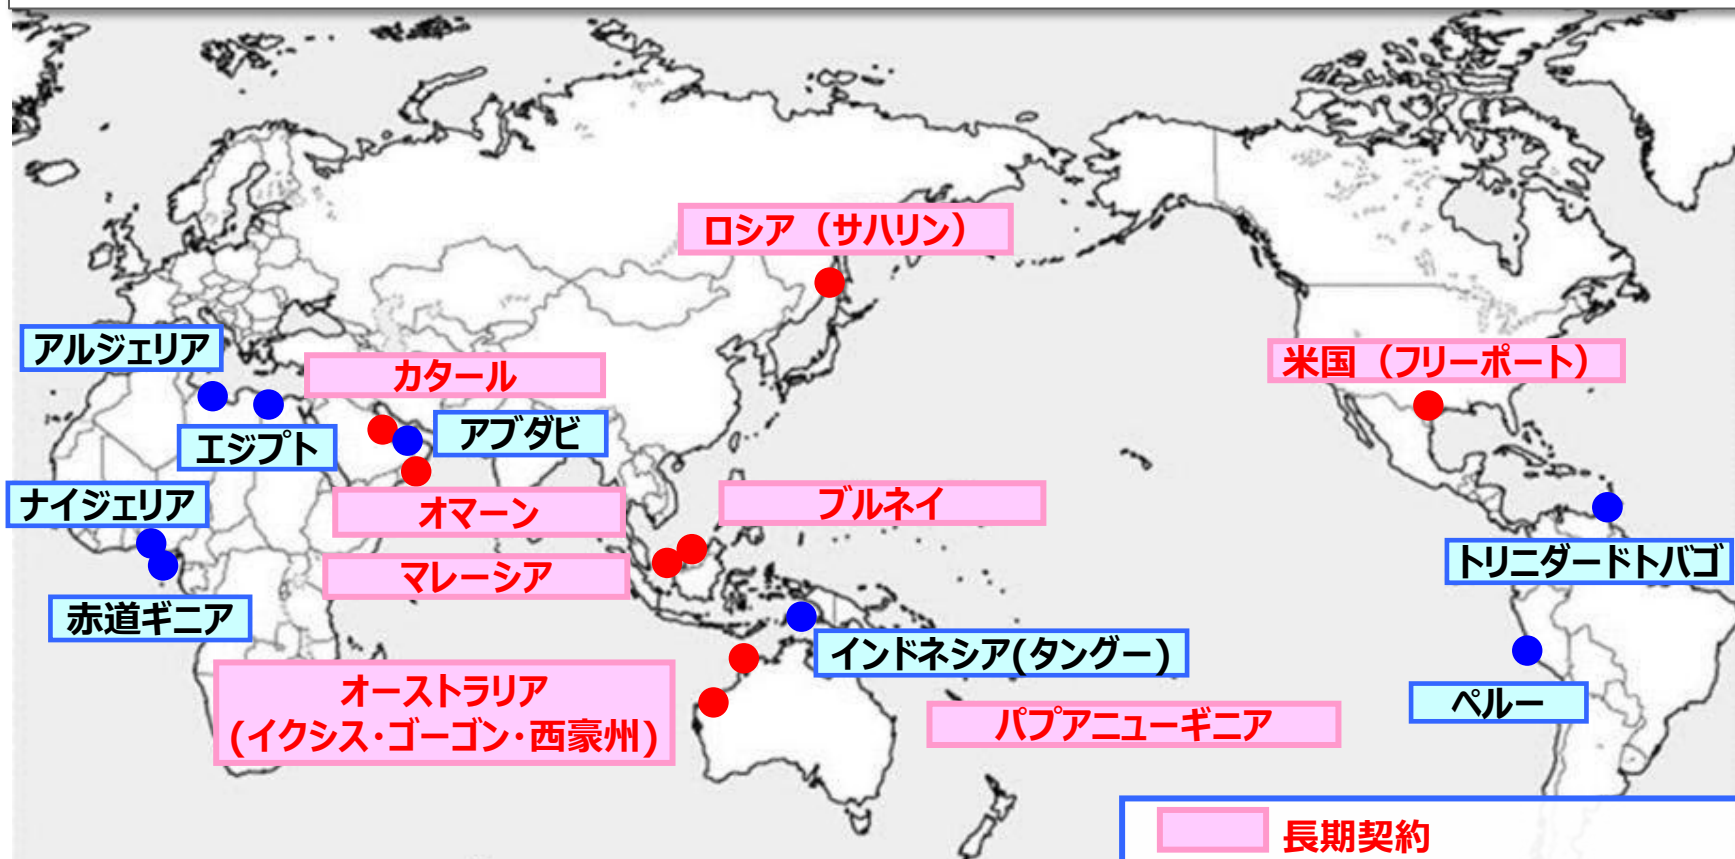 ロシア（サハリン）
アルジェリア
カタール
米国（フリーポート）
エジプト
アブダビ
ナイジェリア
オマーン
ブルネイ
マレーシア
トリニダードトバゴ
赤道ギニア
インドネシア(タングー)
オーストラリア
(イクシス・ゴーゴン・西豪州)
パプアニューギニア
ペルー
長期契約